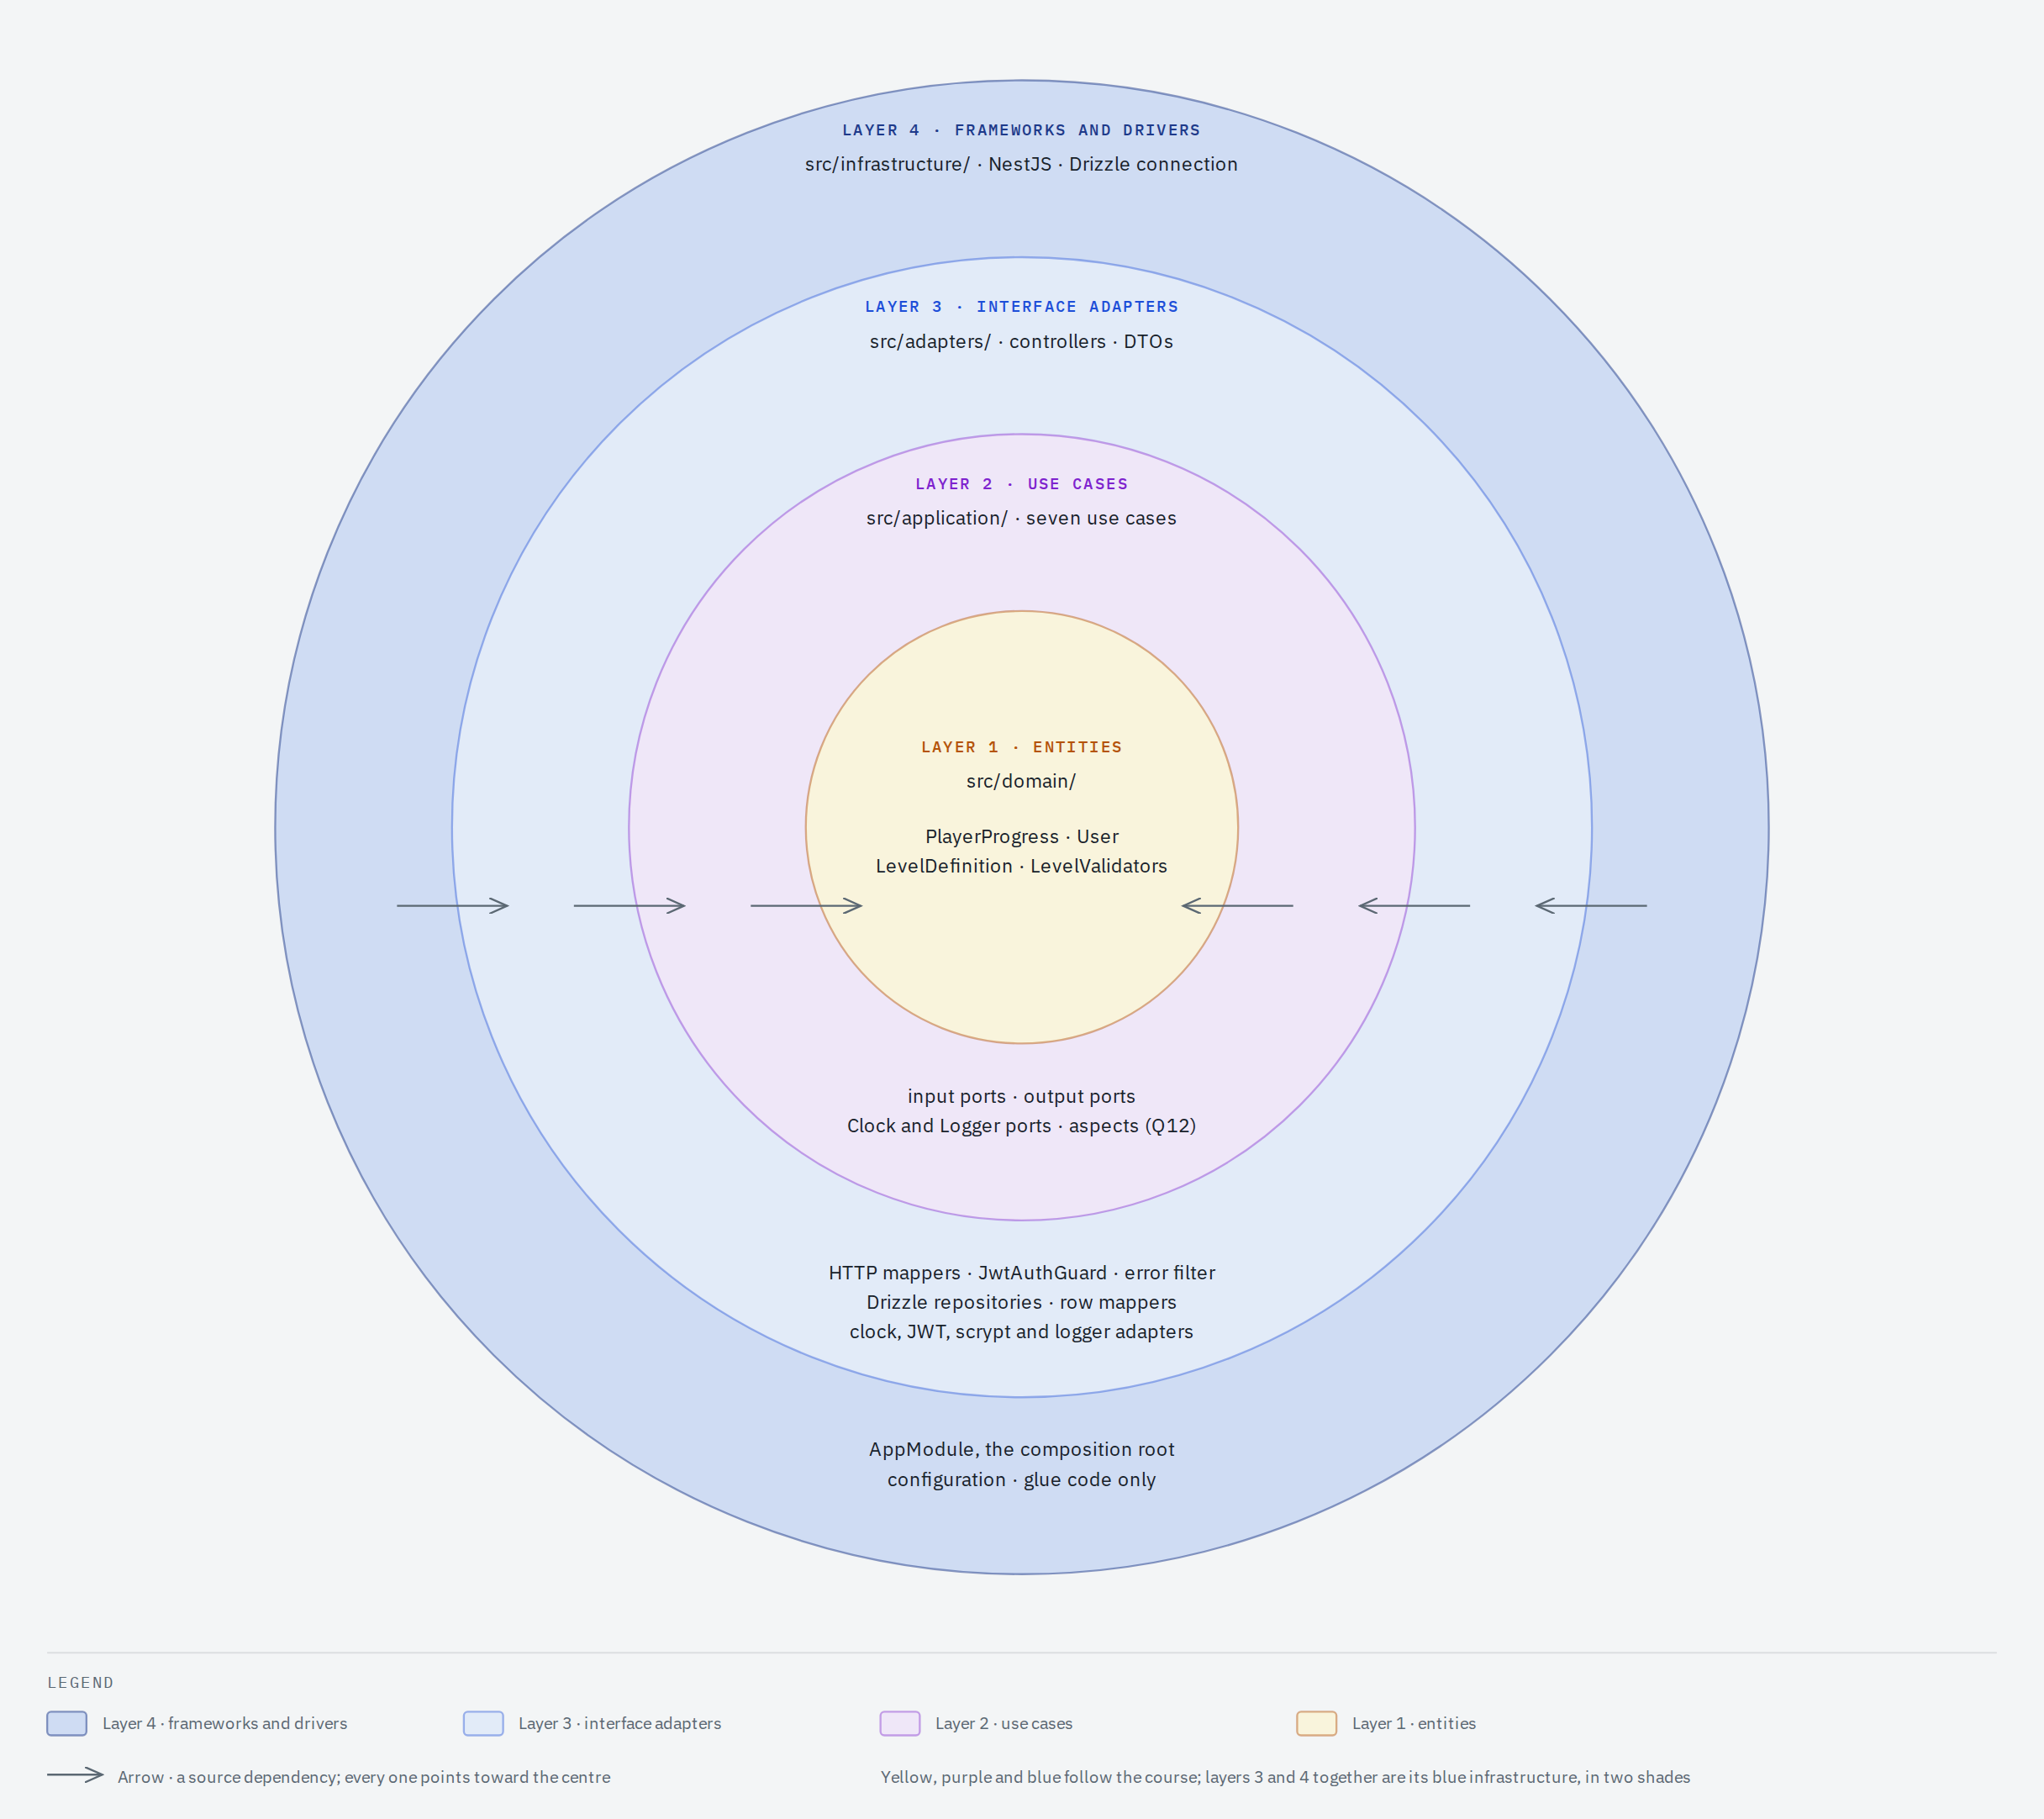 LAYER 4 · FRAMEWORKS AND DRIVERS
src/infrastructure/ · NestJS · Drizzle connection
LAYER 3 · INTERFACE ADAPTERS
src/adapters/ · controllers · DTOs
LAYER 2 · USE CASES
src/application/ · seven use cases
LAYER 1 · ENTITIES
src/domain/
PlayerProgress · User
LevelDefinition · LevelValidators
input ports · output ports
Clock and Logger ports · aspects (Q12)
HTTP mappers · JwtAuthGuard · error filter
Drizzle repositories · row mappers
clock, JWT, scrypt and logger adapters
AppModule, the composition root
configuration · glue code only
LEGEND
Layer 4 · frameworks and drivers
Layer 3 · interface adapters
Layer 2 · use cases
Layer 1 · entities
Arrow · a source dependency; every one points toward the centre
Yellow, purple and blue follow the course; layers 3 and 4 together are its blue infrastructure, in two shades